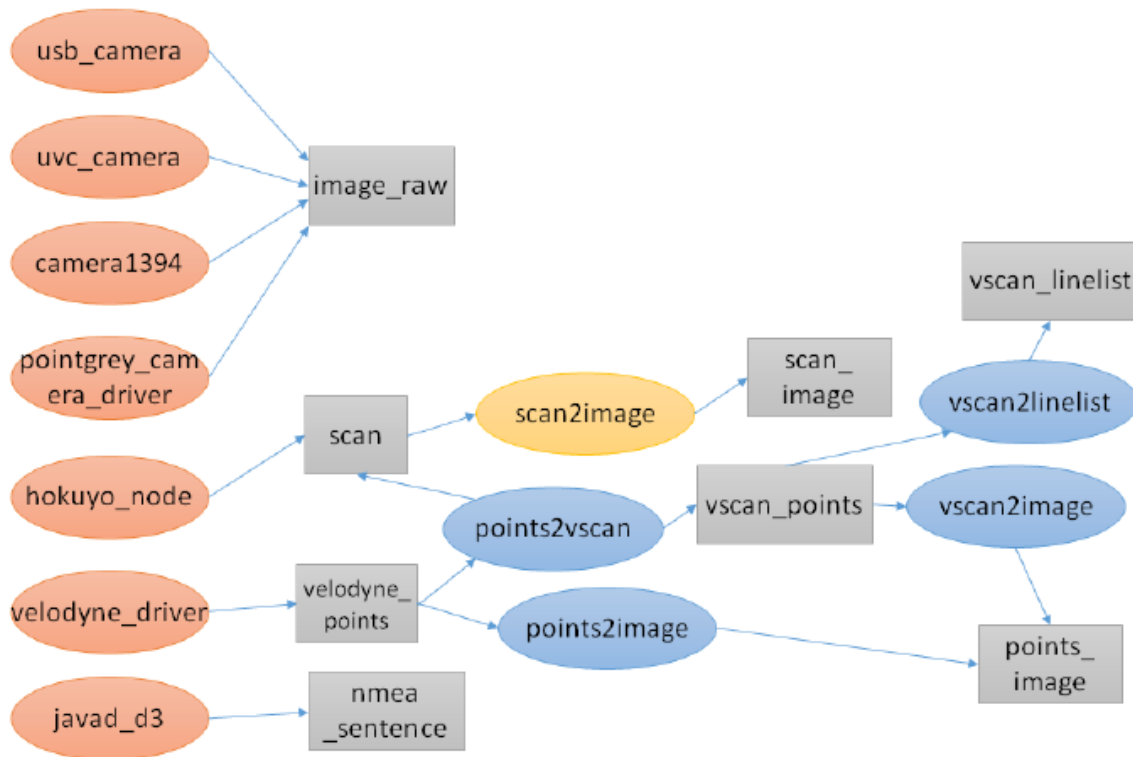 usb_camera
uvc_camera
image_raw
camera1394
vscan_linelist
pointgrey_cam
era_driver
scan_
image
scan2image
vscan2linelist
scan
hokuyo_node
points2vscan
vscan_points
vscan2image
velodyne_driver
velodyne_
points
points2image
points_
image
javad_d3
nmea
_sentence